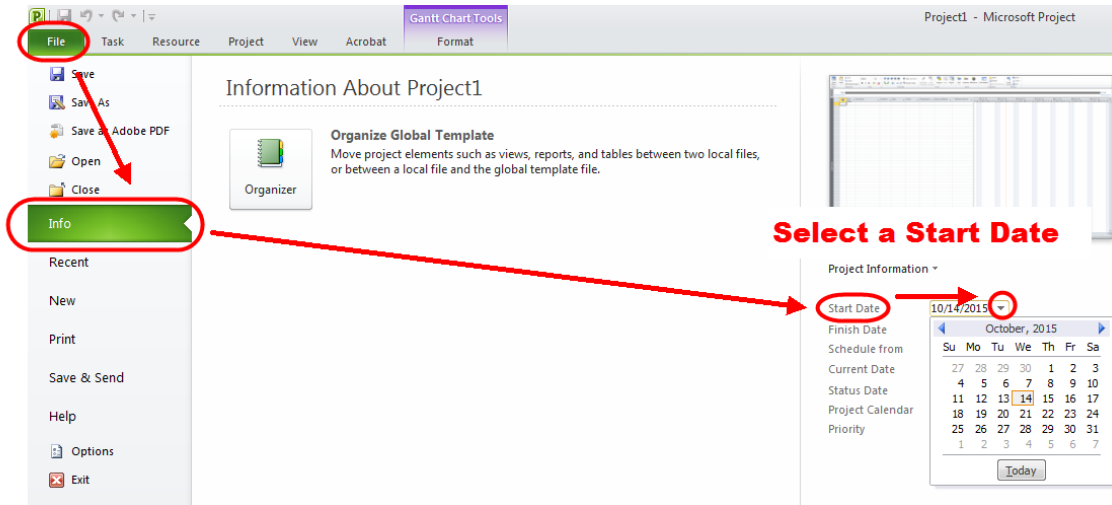 Gantt Chart Tools
Project1 - Microsoft Project
File Task Resource Project View Acrobat Format
Save
Save As
Save as Adobe PDF
Open
Close
Info
Recent
New
Print
Save & Send
Help
Options
Exit
Information About Project1
Organizer
Organize Global Template
Move project elements such as views, reports, and tables between two local files,
or between a local file and the global template file.
Select a Start Date
Project Information
Start Date 10/14/2015
Finish Date
Schedule from
Current Date
Status Date
Project Calendar
Priority
October, 2015
Su Mo Tu We Th Fr Sa
27 28 29 30 1 2 3
4 5 6 7 8 9 10
11 12 13 14 15 16 17
18 19 20 21 22 23 24
25 26 27 28 29 30 31
1 2 3 4 5 6 7
Today